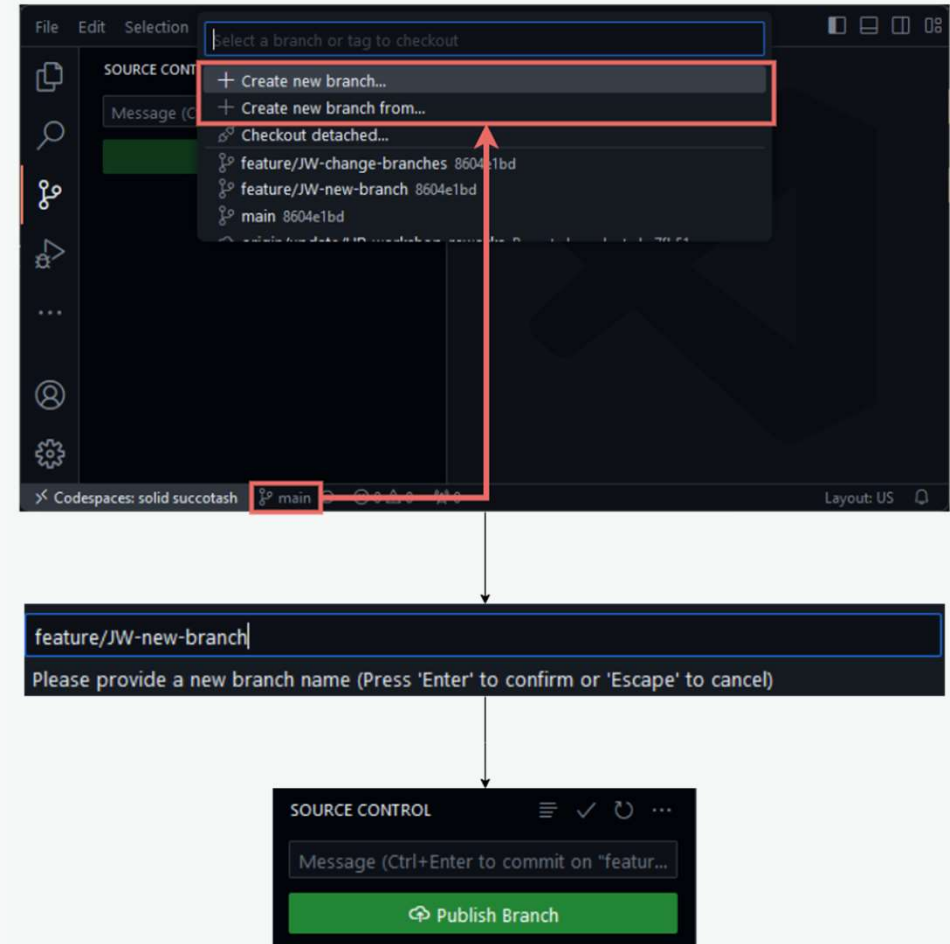 File Edit Selection
Select a branch or tag to checkout
SOURCE CONT
Message (C
Create new branch...
Create new branch from...
Checkout detached...
feature/JW-change-branches 8604e1bd
feature/JW-new-branch 8604e1bd
main 8604e1bd
Codespaces: solid succotash main
Layout: US
feature/JW-new-branch
Please provide a new branch name (Press 'Enter' to confirm or 'Escape' to cancel)
SOURCE CONTROL
Message (Ctrl+Enter to commit on "featur...
Publish Branch